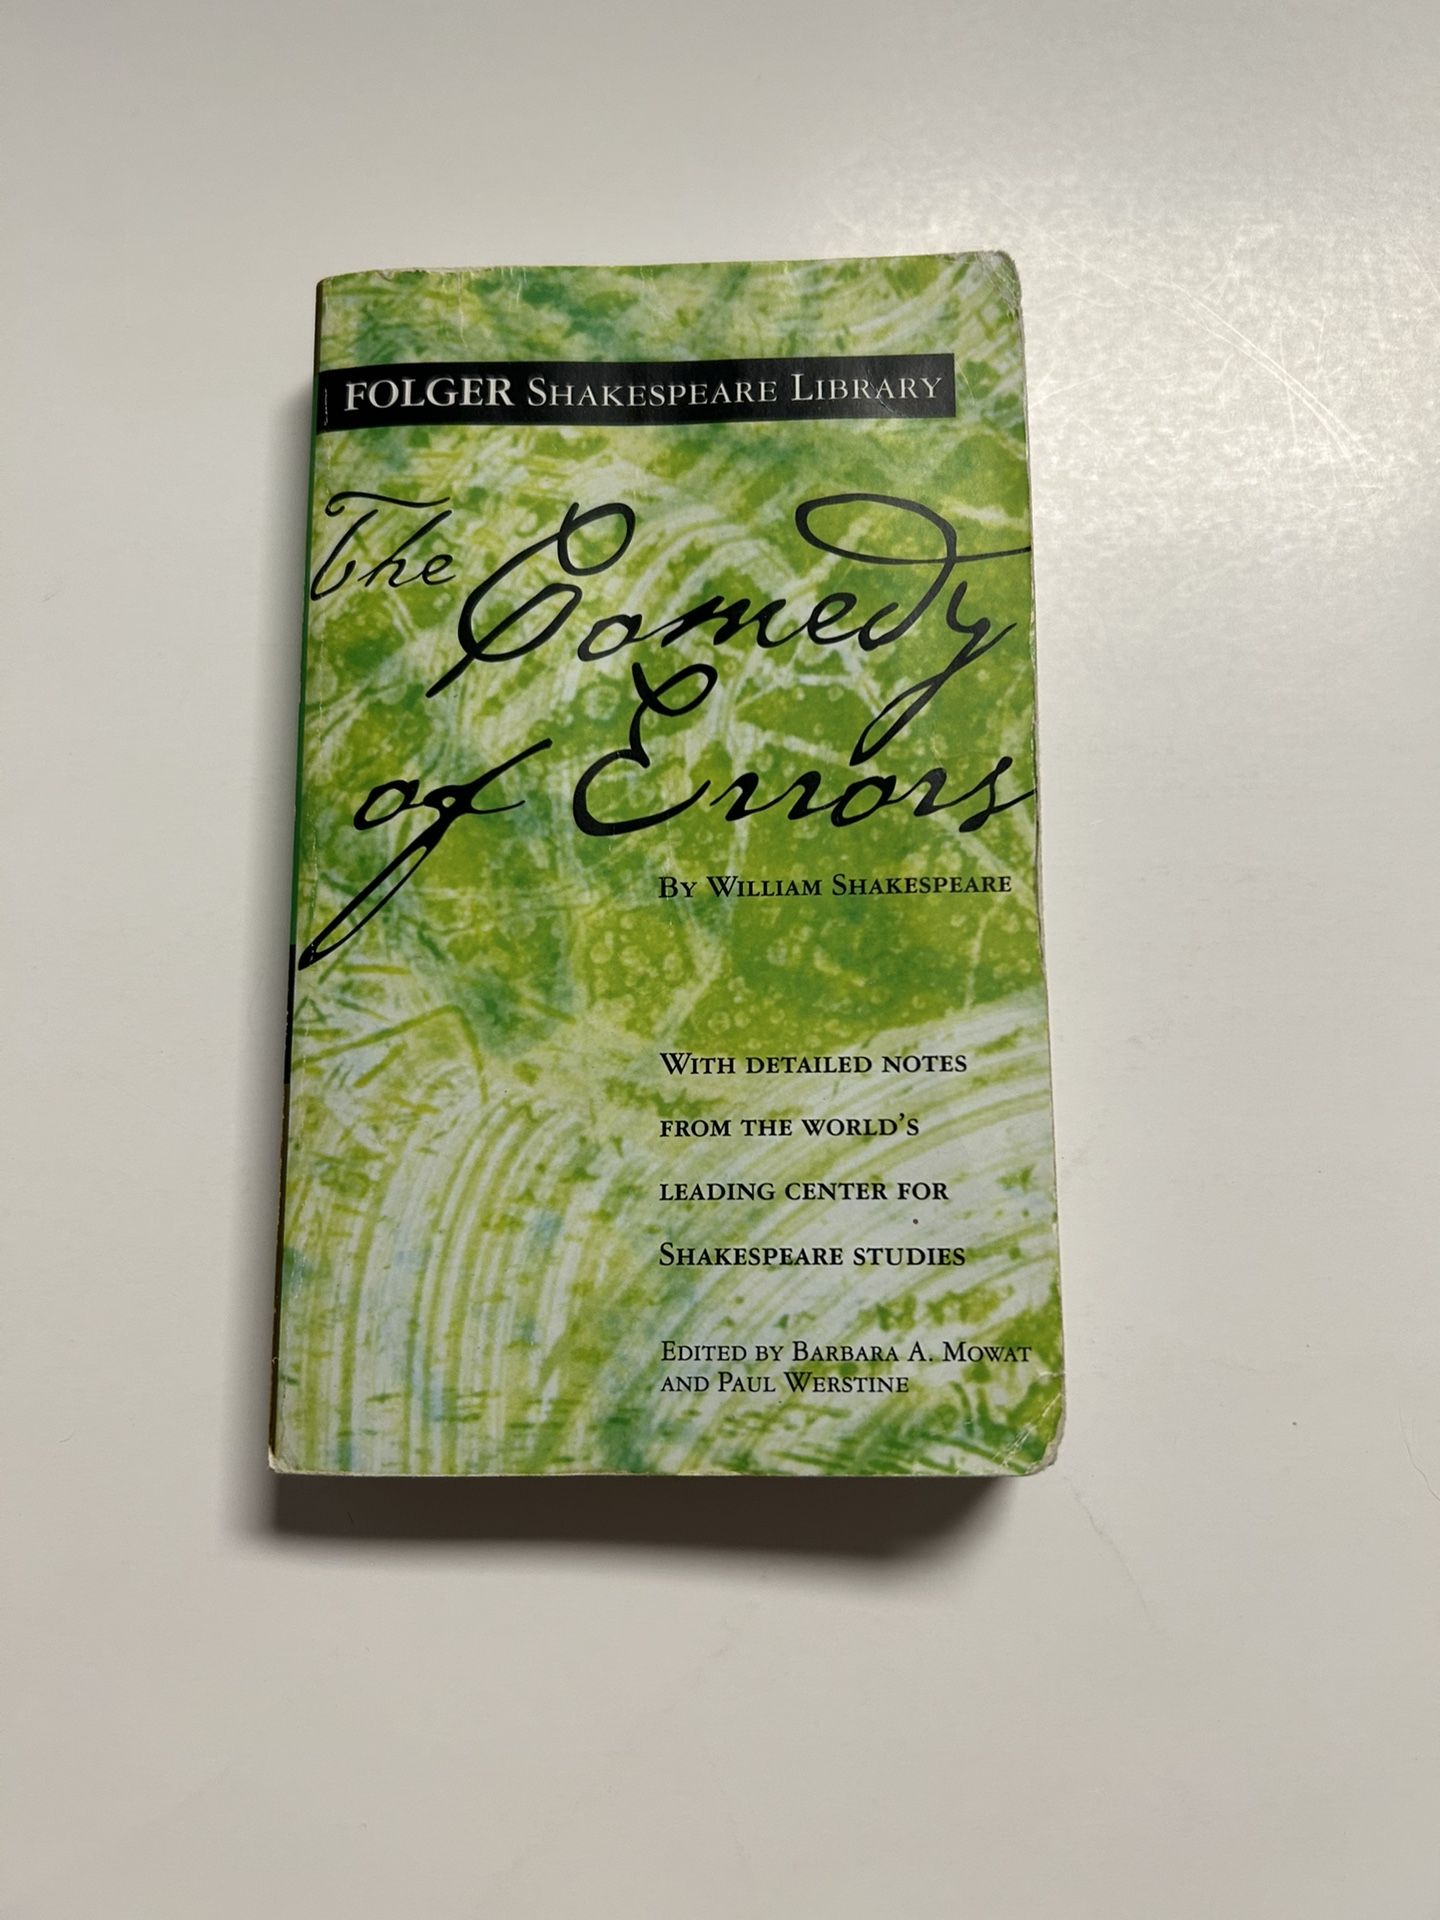 FOLGER SHAKESPEARE LIBRARY
The Comedy
of Errors
BY WILLIAM SHAKESPEARE
WITH DETAILED NOTES
FROM THE WORLD'S
LEADING CENTER FOR
SHAKESPEARE STUDIES
EDITED BY BARBARA A. MOWAT
AND PAUL WERSTINE